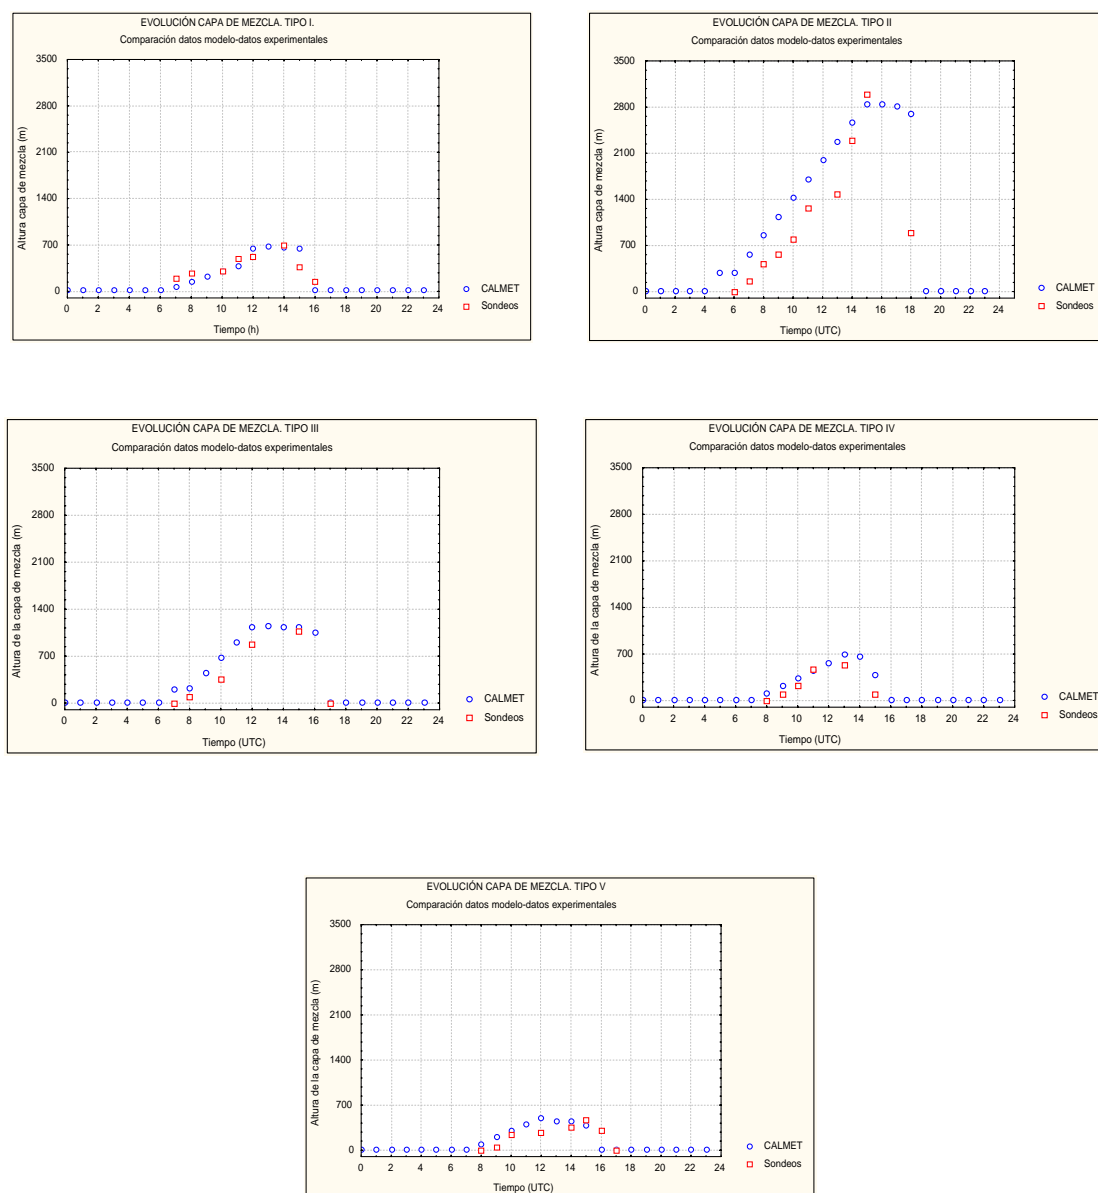 EVOLUCIÓN CAPA DE MEZCLA. TIPO I.
Comparación datos modelo-datos experimentales
Altura capa de mezcla (m)
3500
2800
2100
1400
700
0
0 2 4 6 8 10 12 14 16 18 20 22 24
Tiempo (h)
CALMET
Sondeos
EVOLUCIÓN CAPA DE MEZCLA. TIPO II
Comparación datos modelo-datos experimentales
Altura capa de mezcla (m)
3500
2800
2100
1400
700
0
0 2 4 6 8 10 12 14 16 18 20 22 24
Tiempo (UTC)
CALMET
Sondeos
EVOLUCIÓN CAPA DE MEZCLA. TIPO III
Comparación datos modelo-datos experimentales
Altura de la capa de mezcla (m)
3500
2800
2100
1400
700
0
0 2 4 6 8 10 12 14 16 18 20 22 24
Tiempo (UTC)
CALMET
Sondeos
EVOLUCIÓN CAPA DE MEZCLA. TIPO IV
Comparación datos modelo-datos experimentales
Altura de la capa de mezcla (m)
3500
2800
2100
1400
700
0
0 2 4 6 8 10 12 14 16 18 20 22 24
Tiempo (UTC)
CALMET
Sondeos
EVOLUCIÓN CAPA DE MEZCLA. TIPO V
Comparación datos modelo-datos experimentales
Altura de la capa de mezcla (m)
3500
2800
2100
1400
700
0
0 2 4 6 8 10 12 14 16 18 20 22 24
Tiempo (UTC)
CALMET
Sondeos